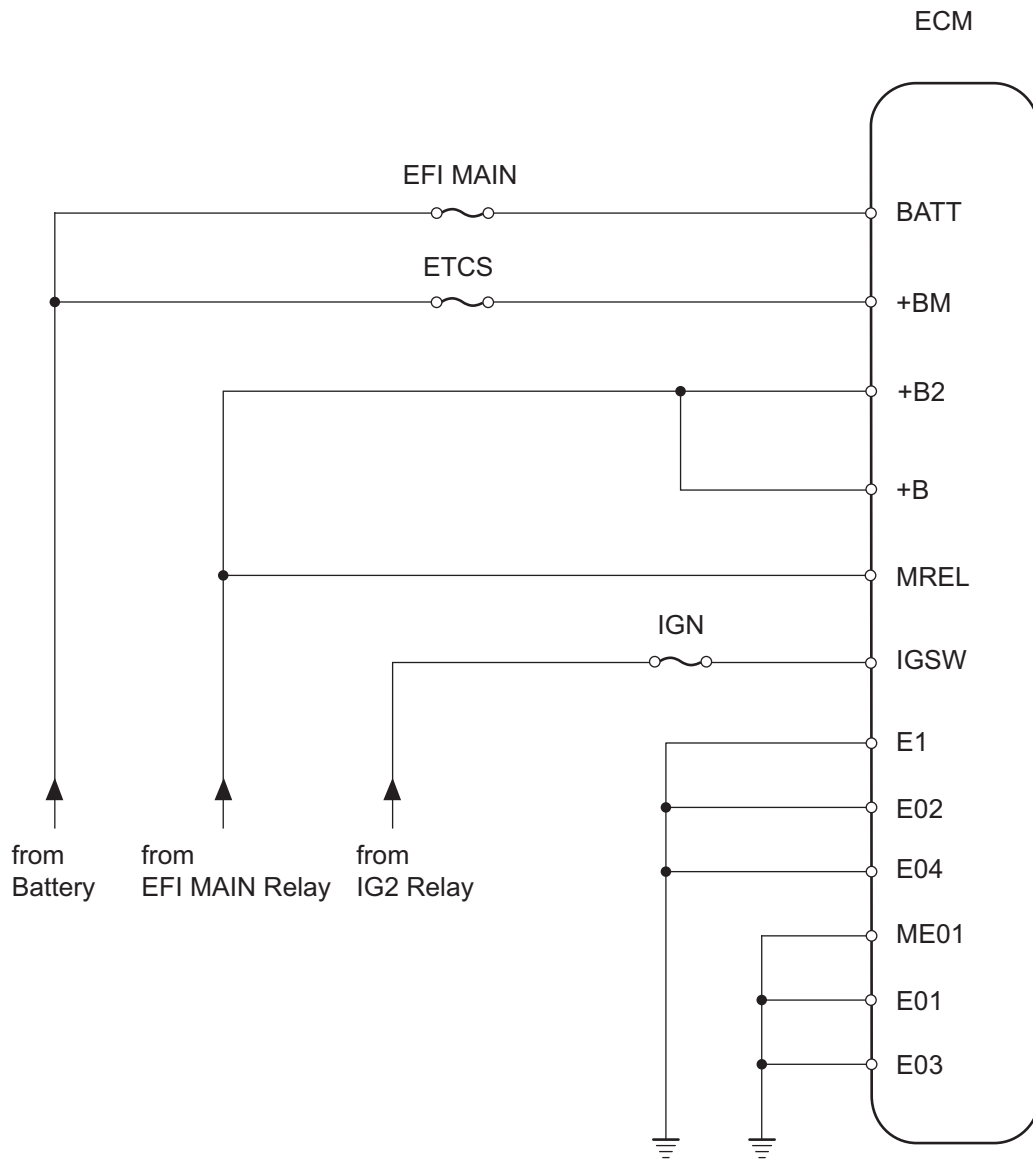 ECM
EFI MAIN
BATT
ETCS
+BM
+B2
+B
MREL
IGN
IGSW
E1
E02
E04
ME01
E01
E03
from
Battery
from
EFI MAIN Relay
from
IG2 Relay